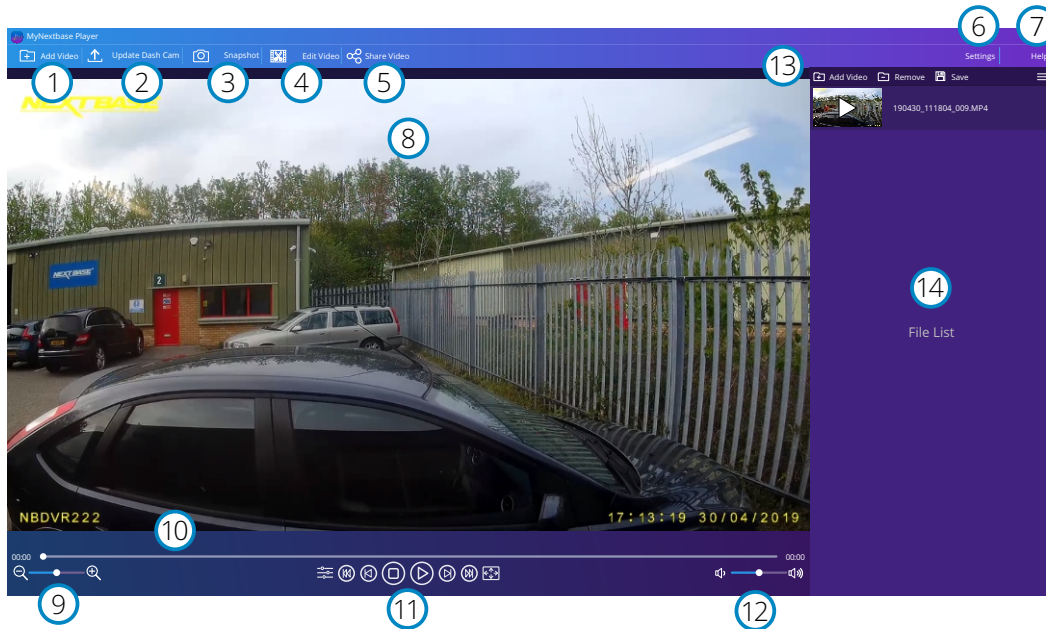 6 7
MyNextbase Player
Add Video Update Dash Cam Snapshot Edit Video Share Video Settings Help
1 2 3 4 5 13
Add Video Remove Save
NEXTBASE
190430_111804_009.MP4
8
NEXTBASE
2
14
File List
NBDVR222 17:13:19 30/04/2019
10
00:00 00:00
9 11 12